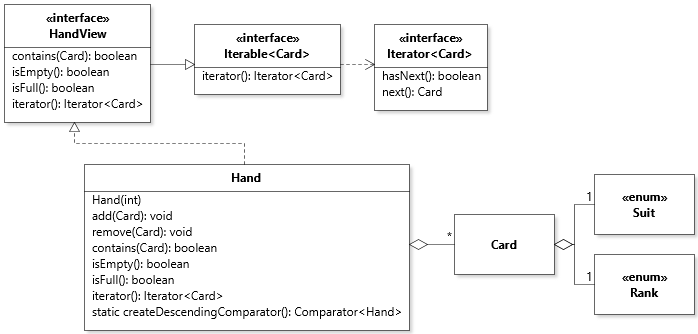 «interface»
HandView
contains(Card): boolean
isEmpty(): boolean
isFull(): boolean
iterator(): Iterator<Card>
«interface»
Iterable<Card>
iterator(): Iterator<Card>
«interface»
Iterator<Card>
hasNext(): boolean
next(): Card
Hand
Hand(int)
add(Card): void
remove(Card): void
contains(Card): boolean
isEmpty(): boolean
isFull(): boolean
iterator(): Iterator<Card>
static createDescendingComparator(): Comparator<Hand>
*
Card
1
«enum»
Suit
1
«enum»
Rank